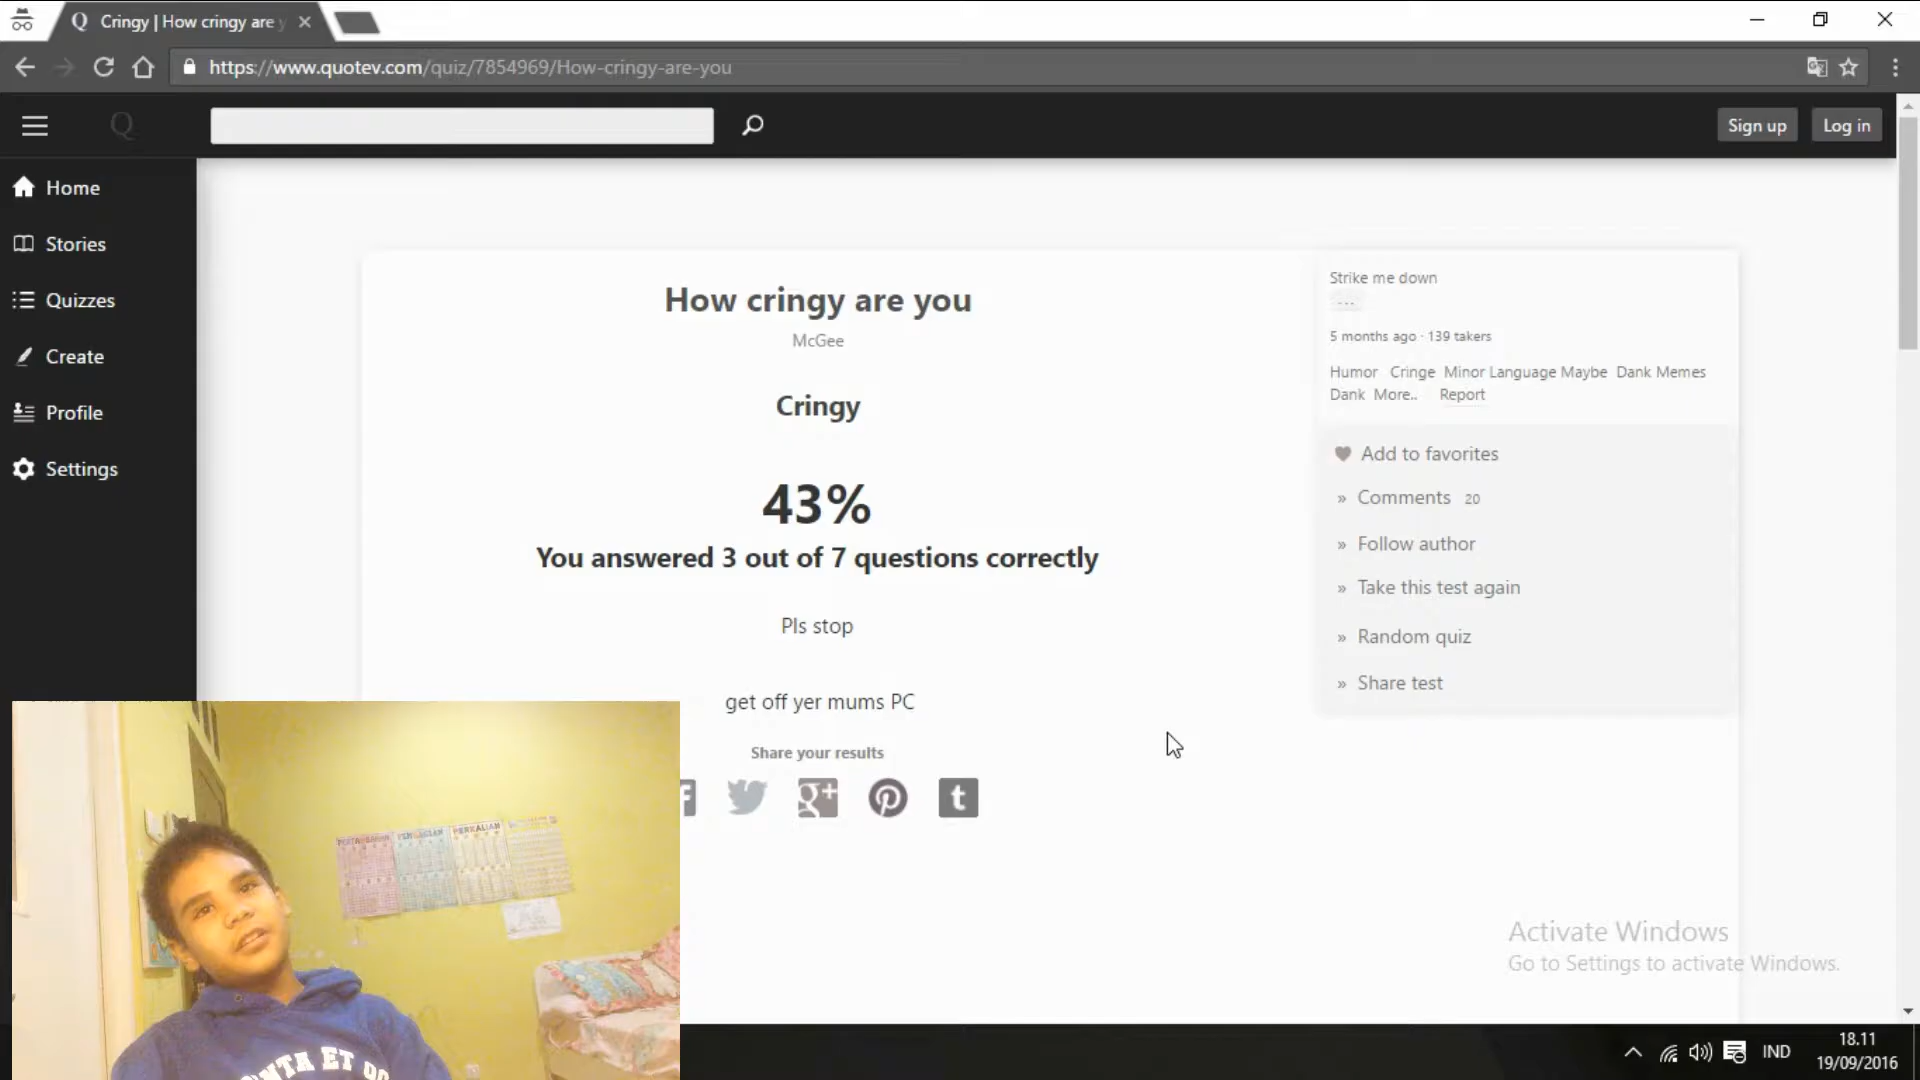 Cringy | How cringy are y
https://www.quotev.com/quiz/7854969/How-cringy-are-you
Q
Sign up
Log in
Home
Stories
Quizzes
Create
Profile
Settings
How cringy are you
McGee
Cringy
43%
You answered 3 out of 7 questions correctly
Pls stop
get off yer mums PC
Share your results
Strike me down
...
5 months ago · 139 takers
Humor Cringe Minor Language Maybe Dank Memes
Dank More.. Report
Add to favorites
» Comments 20
» Follow author
» Take this test again
» Random quiz
» Share test
PERKALIAN
NTA ET
Activate Windows
Go to Settings to activate Windows.
IND
18.11
19/09/2016